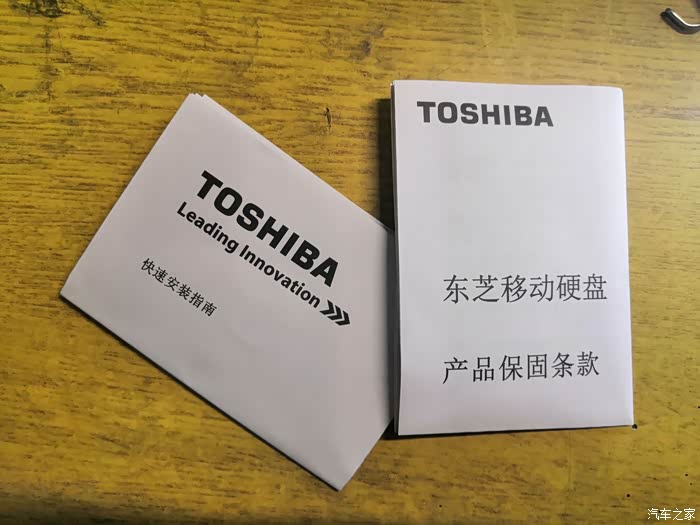 TOSHIBA
Leading Innovation >>>
快速安装指南
TOSHIBA
东芝移动硬盘
产品保固条款
汽车之家